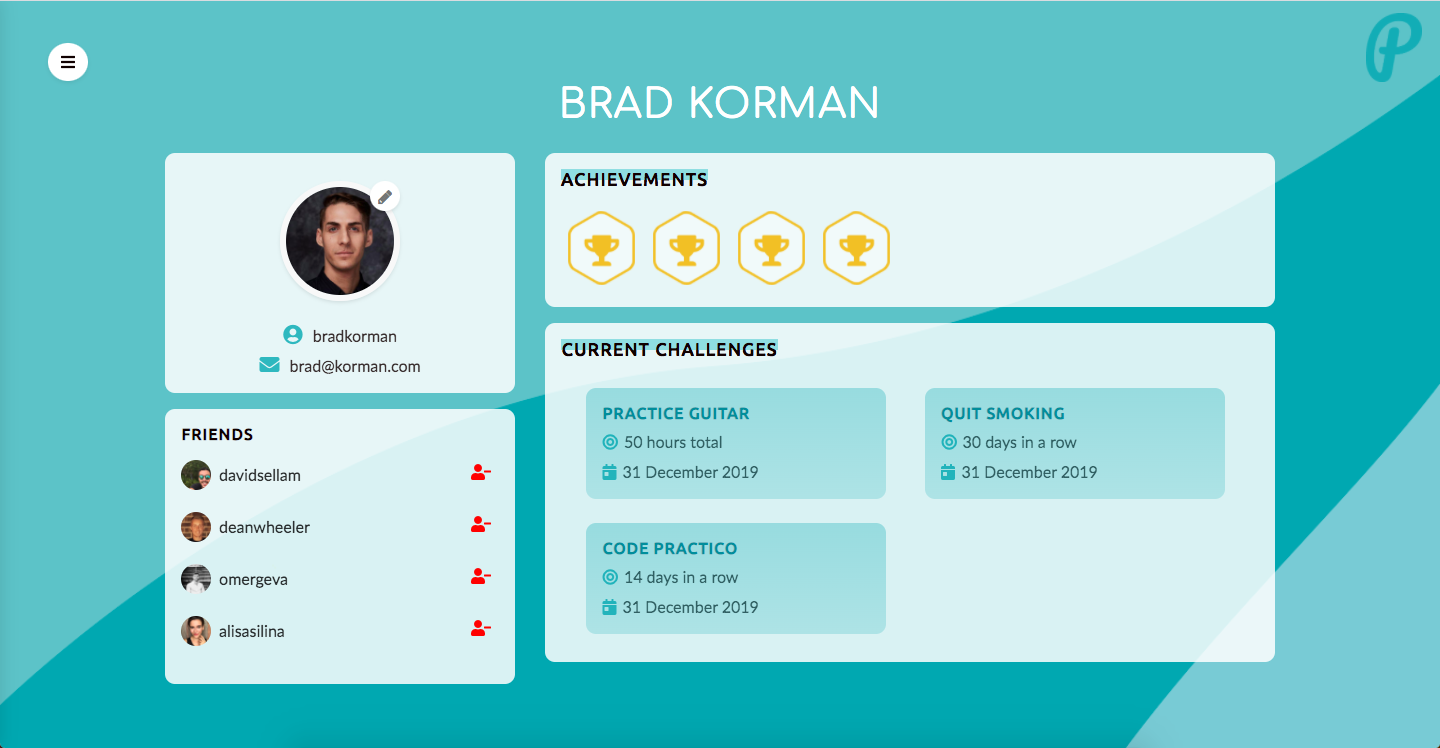 P
BRAD KORMAN
bradkorman
brad@korman.com
FRIENDS
davidsellam
deanwheeler
omergeva
alisasilina
ACHIEVEMENTS
CURRENT CHALLENGES
PRACTICE GUITAR
50 hours total
31 December 2019
QUIT SMOKING
30 days in a row
31 December 2019
CODE PRACTICO
14 days in a row
31 December 2019